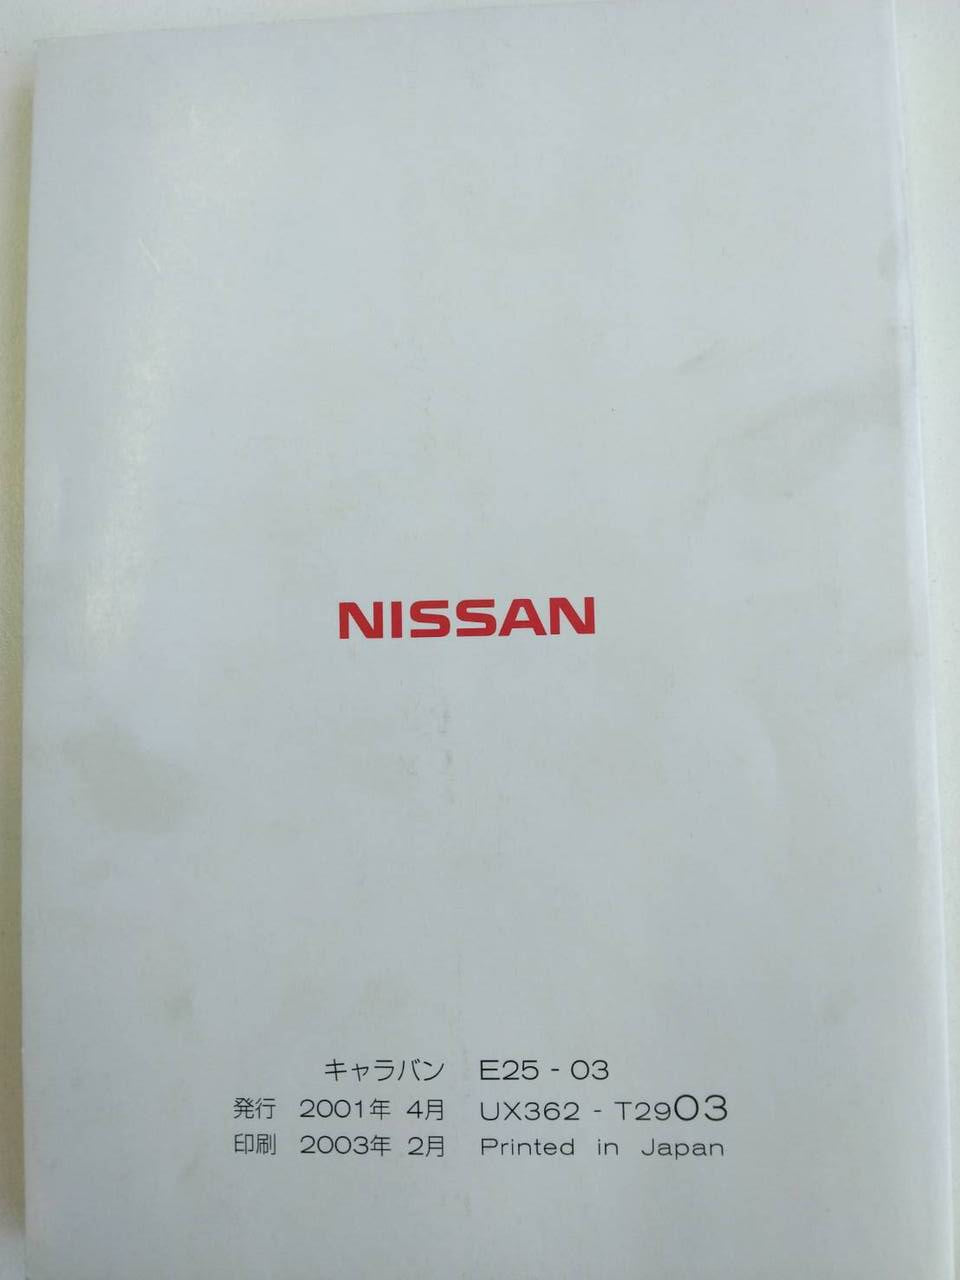 NISSAN
キャラバン E25 - 03
発行 2001年 4月 UX362 - T2903
印刷 2003年 2月 Printed in Japan